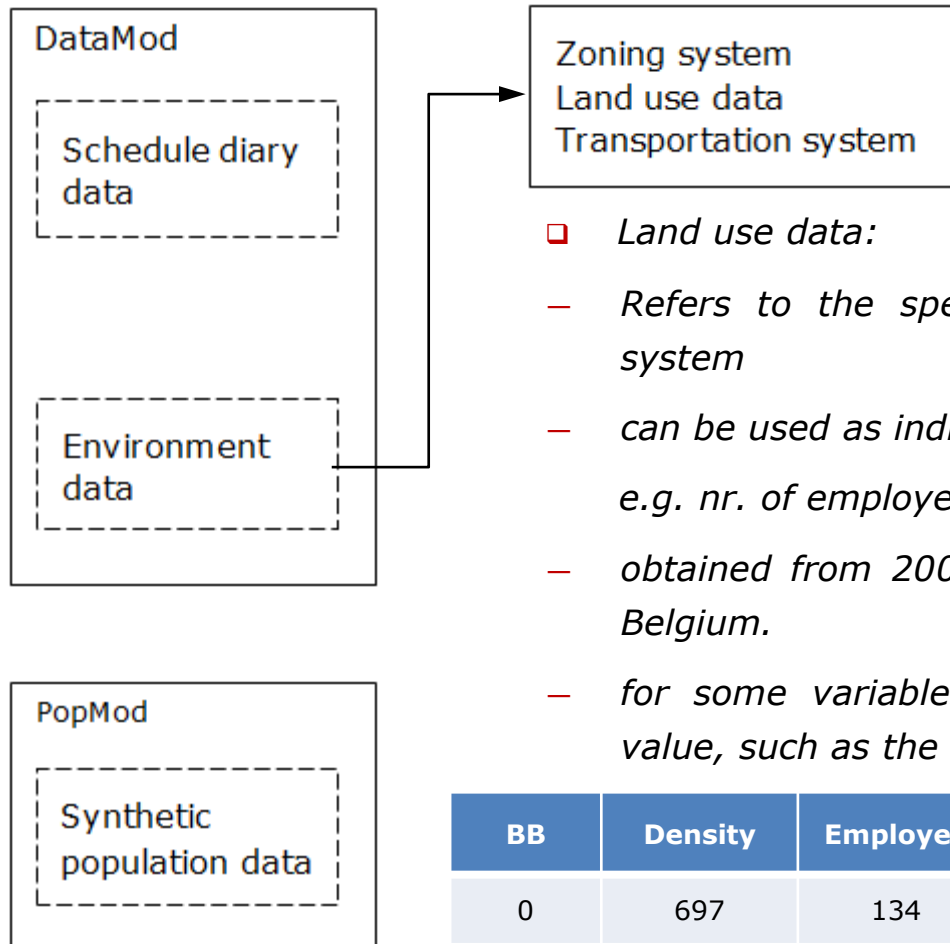 DataMod
Schedule diary
data
Environment
data
PopMod
Synthetic
population data
Zoning system
Land use data
Transportation system
Land use data:
— Refers to the spe
system
— can be used as ind
e.g. nr. of employe
— obtained from 200
Belgium.
— for some variable
value, such as the
BB Density Employe
0 697 134